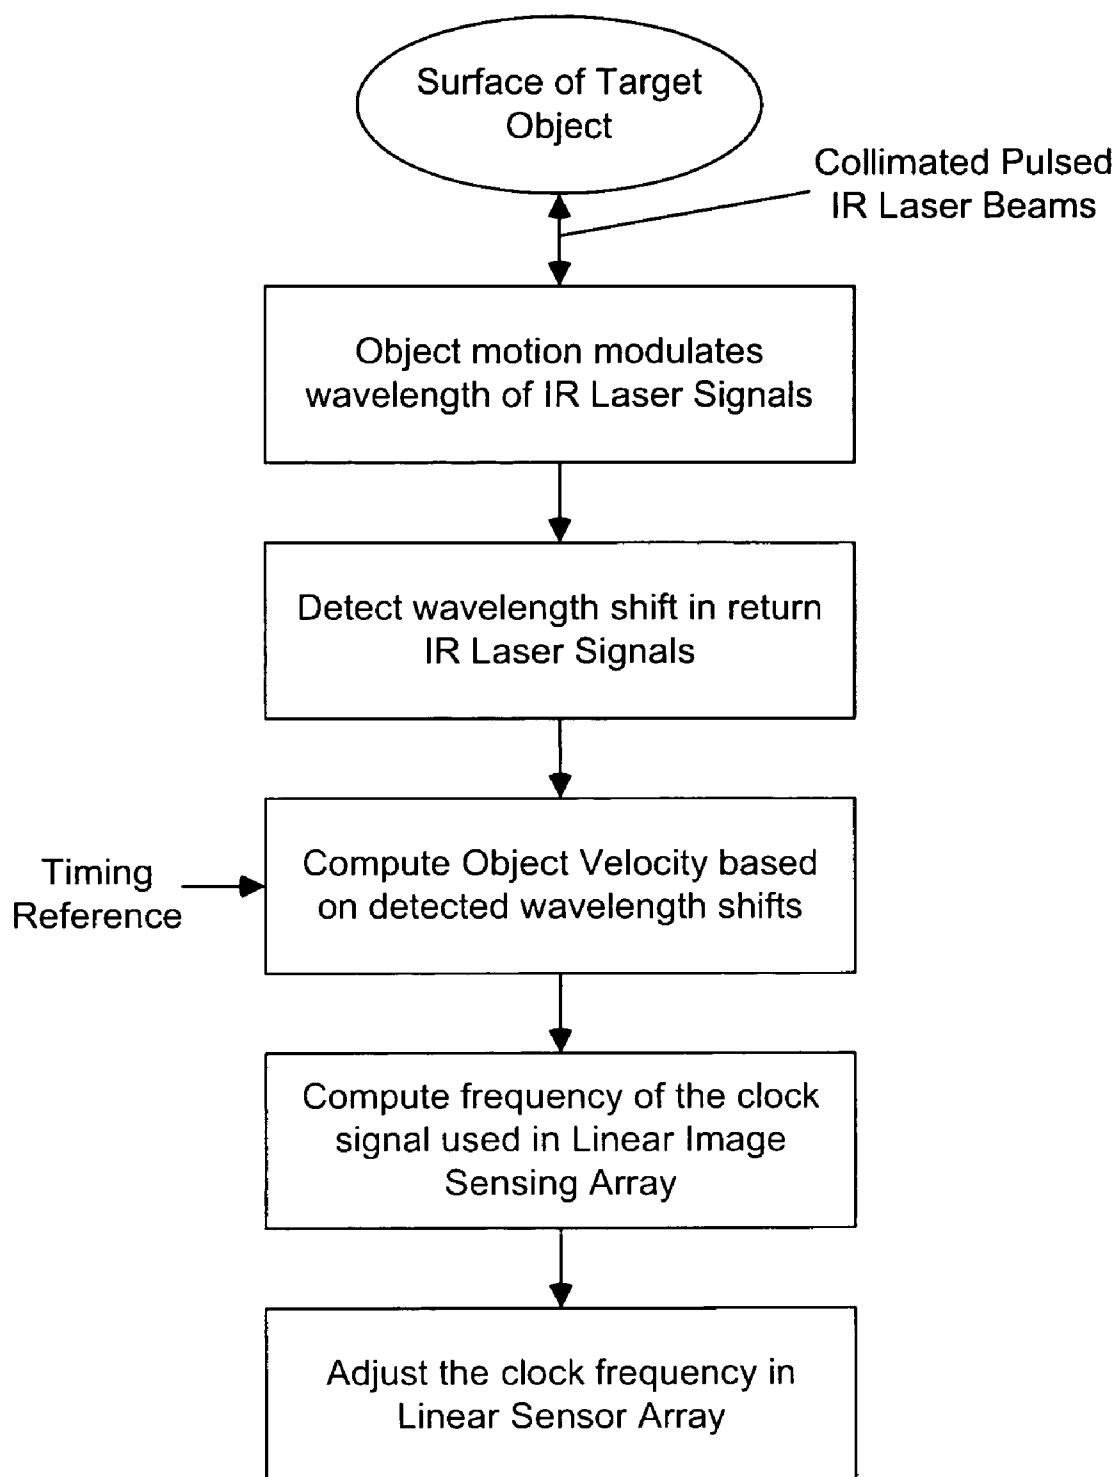 Surface of Target
Object
Collimated Pulsed
IR Laser Beams
Object motion modulates
wavelength of IR Laser Signals
Detect wavelength shift in return
IR Laser Signals
Timing
Reference
Compute Object Velocity based
on detected wavelength shifts
Compute frequency of the clock
signal used in Linear Image
Sensing Array
Adjust the clock frequency in
Linear Sensor Array